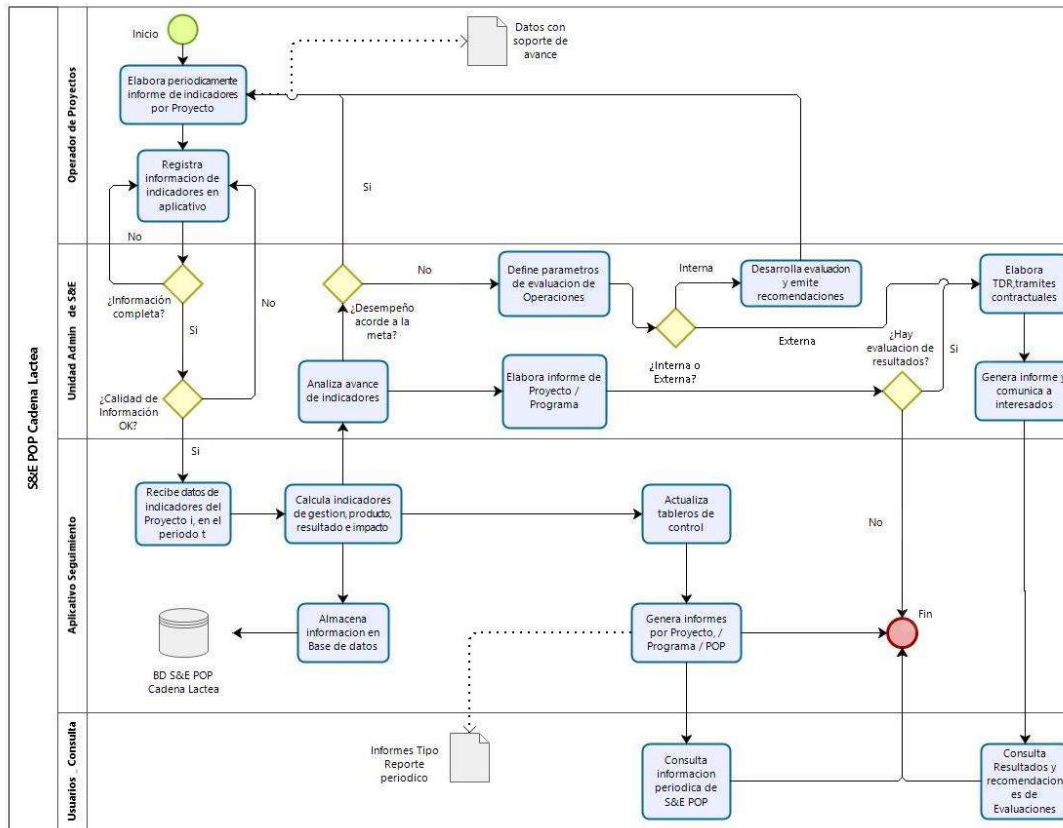 S&E POP Cadena Lactea
Operador de Proyectos
Inicio
Datos con
soporte de
avance
Elabora periodicamente
informe de indicadores
por Proyecto
Registra
informacion de
indicadores en
aplicativo
No
Si
Unidad Admin de S&E
¿Información
completa?
No
Si
¿Calidad de
Información
OK?
Si
¿Desempeño
acorde a la
meta?
No
Define parametros
de evaluacion de
Operaciones
Interna
¿Interna o
Externa?
Externa
Desarrolla evaluacion
y emite
recomendaciones
Elabora
TDR,tramites
contractuales
¿Hay
evaluacion de
resultados?
Si
Analiza avance
de indicadores
Elabora informe de
Proyecto /
Programa
Genera informe y
comunica a
interesados
Aplicativo Seguimiento
Recibe datos de
indicadores del
Proyecto i, en el
periodo t
Calcula indicadores
de gestion, producto,
resultado e impacto
Actualiza
tableros de
control
No
Almacena
informacion en
Base de datos
Genera informes
por Proyecto, /
Programa / POP
Fin
BD S&E POP
Cadena Lactea
Usuarios _ Consulta
Informes Tipo
Reporte
periodico
Consulta
informacion
periodica de
S&E POP
Consulta
Resultados y
recomendacion
es de
Evaluaciones